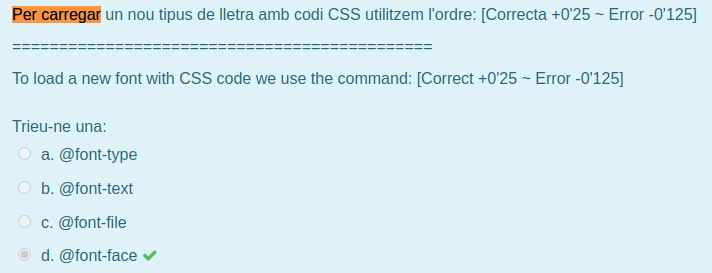 Per carregar un nou tipus de lletra amb codi CSS utilitzem l'ordre: [Correcta +0'25 ~ Error -0'125]
=============================================
To load a new font with CSS code we use the command: [Correct +0'25 ~ Error -0'125]
Trieu-ne una:
a. @font-type
b. @font-text
c. @font-file
d. @font-face